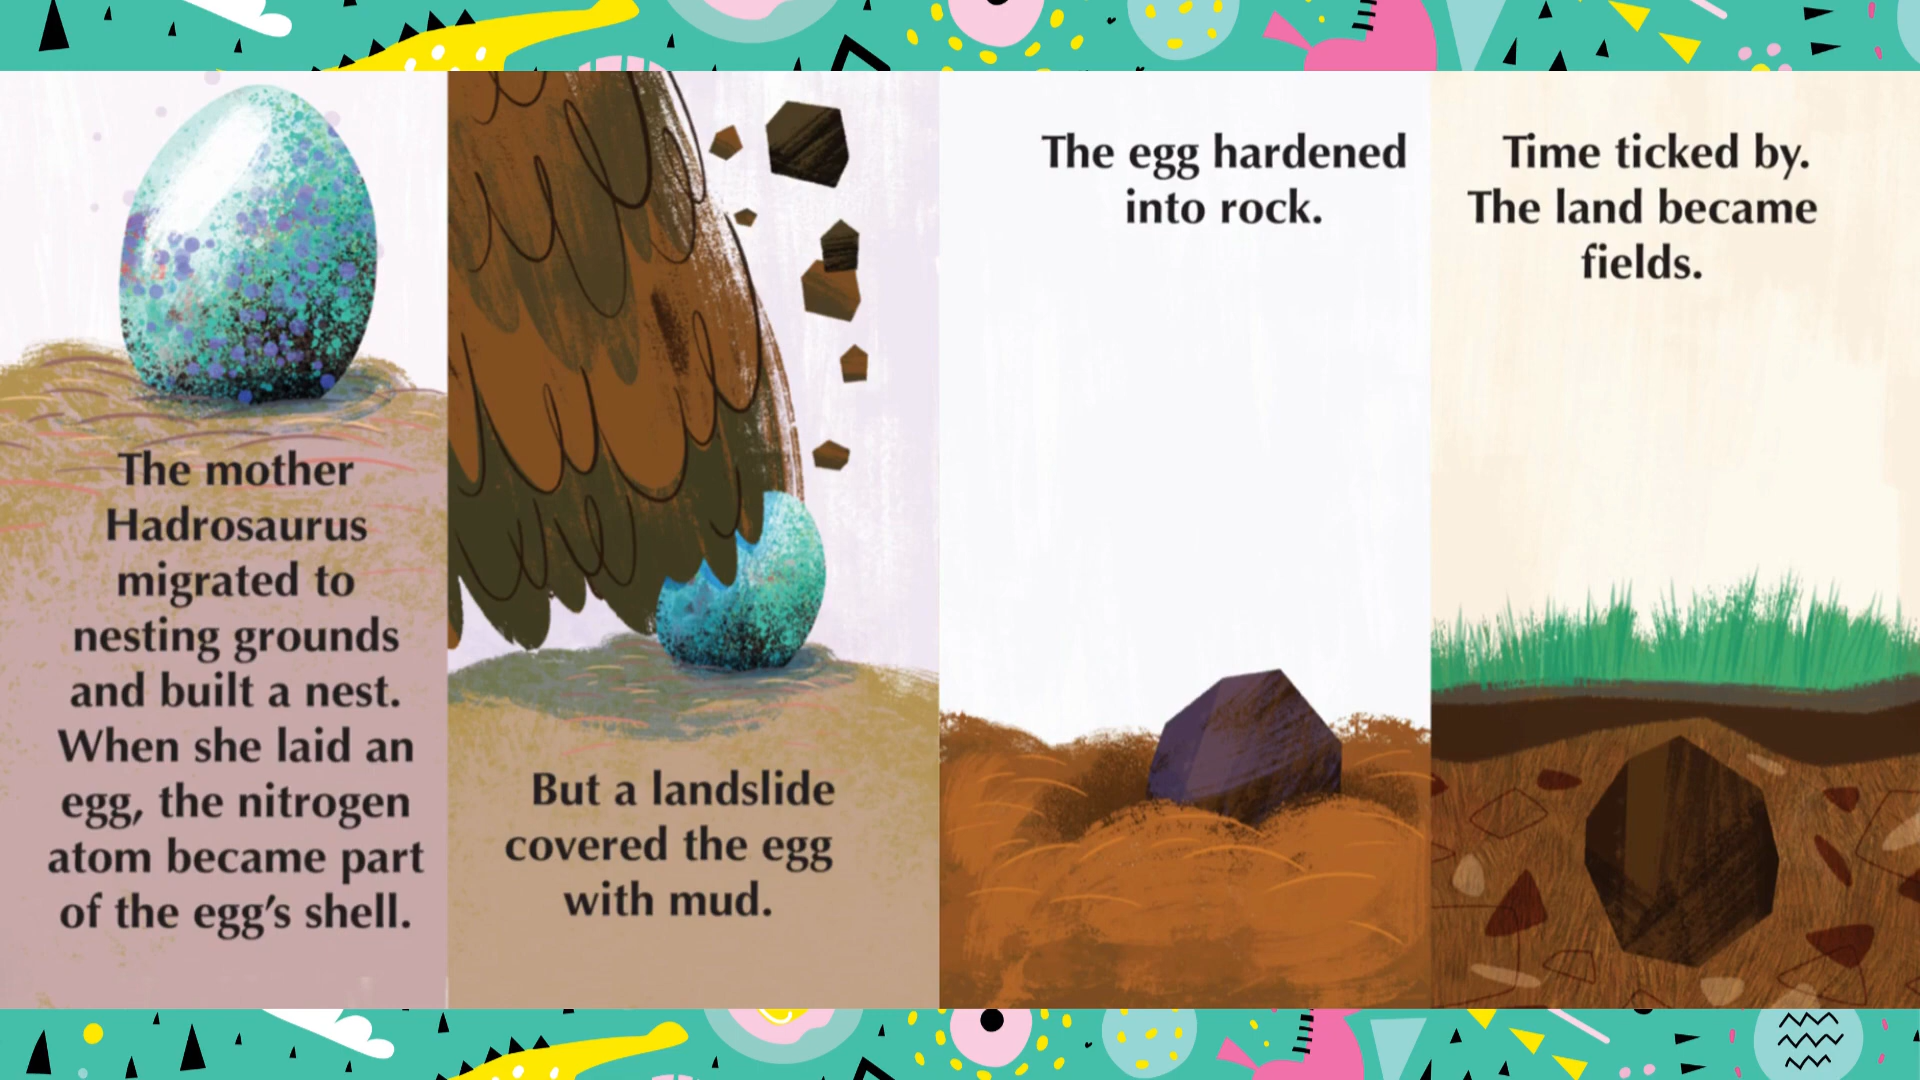 The mother
Hadrosaurus
migrated to
nesting grounds
and built a nest.
When she laid an
egg, the nitrogen
atom became part
of the egg's shell.
But a landslide
covered the egg
with mud.
The egg hardened
into rock.
Time ticked by.
The land became
fields.